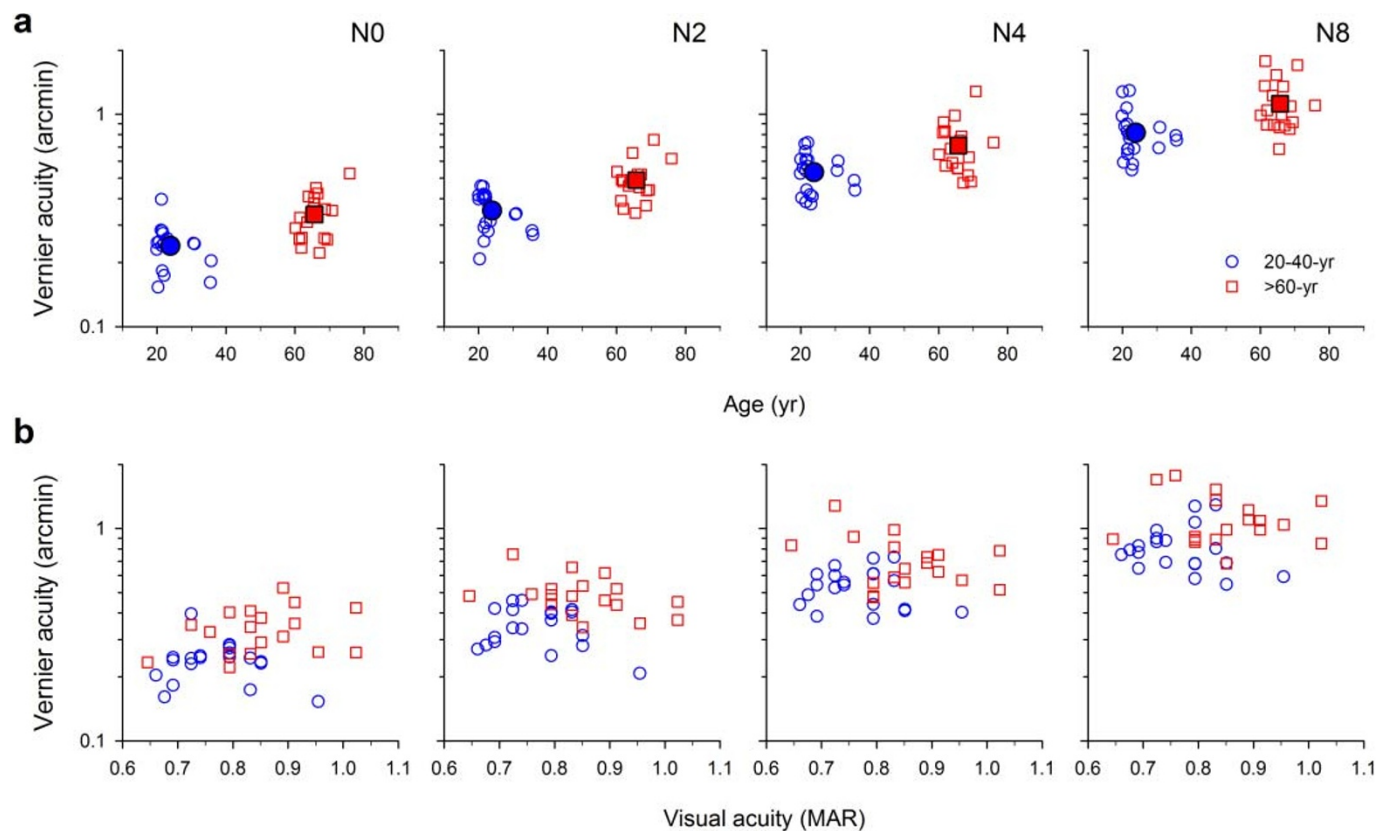 a
N0 N2 N4 N8
Vernier acuity (arcmin)
1
0.1
20-40-yr
>60-yr
20 40 60 80 20 40 60 80 20 40 60 80 20 40 60 80
Age (yr)
b
Vernier acuity (arcmin)
1
0.1
0.6 0.7 0.8 0.9 1.0 1.1 0.6 0.7 0.8 0.9 1.0 1.1 0.6 0.7 0.8 0.9 1.0 1.1 0.6 0.7 0.8 0.9 1.0 1.1
Visual acuity (MAR)